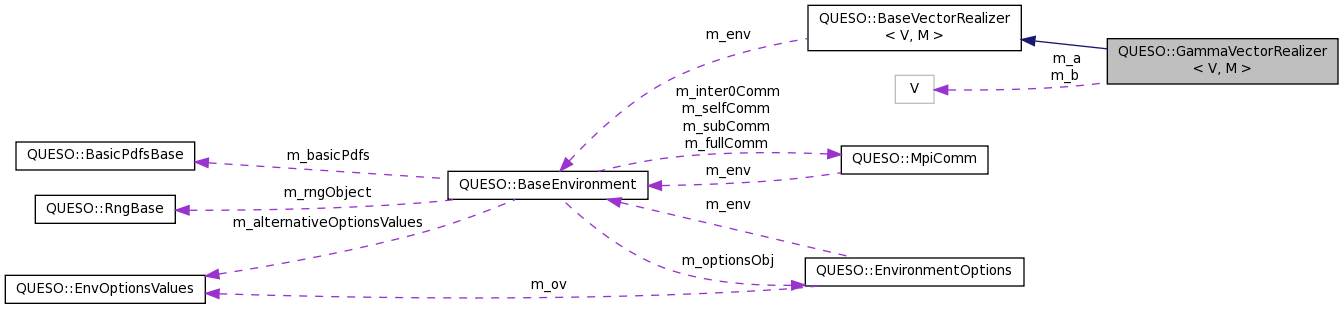 QUESO::BaseVectorRealizer
< V, M >
m_env
QUESO::GammaVectorRealizer
< V, M >
m_a
m_b
V
m_inter0Comm
m_selfComm
m_subComm
m_fullComm
QUESO::BasicPdfsBase
m_basicPdfs
QUESO::MpiComm
m_env
QUESO::BaseEnvironment
m_rngObject
QUESO::RngBase
m_env
m_alternativeOptionsValues
m_optionsObj
QUESO::EnvironmentOptions
QUESO::EnvOptionsValues
m_ov